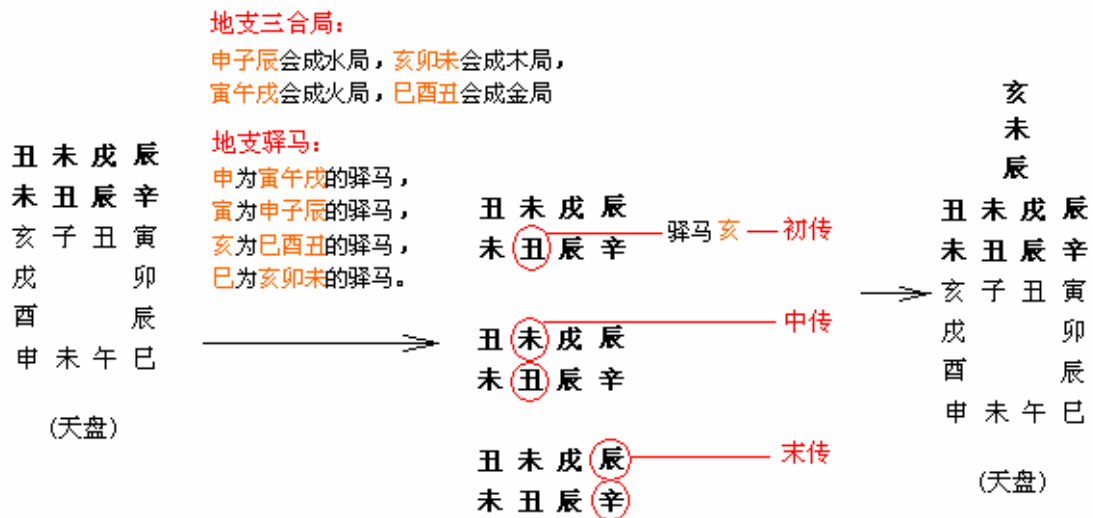 地支三合局：
申子辰会成水局，亥卯未会成木局，
寅午戌会成火局，巳酉丑会成金局
地支驿马：
申为寅午戌的驿马，
寅为申子辰的驿马，
亥为巳酉丑的驿马，
巳为亥卯未的驿马。
丑 未 戌 辰
未 丑 辰 辛
亥 子 丑 寅
戌 卯
酉 辰
申 未 午 巳
(天盘)
丑 未 戌 辰
未 丑 辰 辛
驿马 亥 初传
丑 未 戌 辰
未 丑 辰 辛
中传
丑 未 戌 辰
未 丑 辰 辛
末传
亥
未
辰
丑 未 戌 辰
未 丑 辰 辛
亥 子 丑 寅
戌 卯
酉 辰
申 未 午 巳
(天盘)